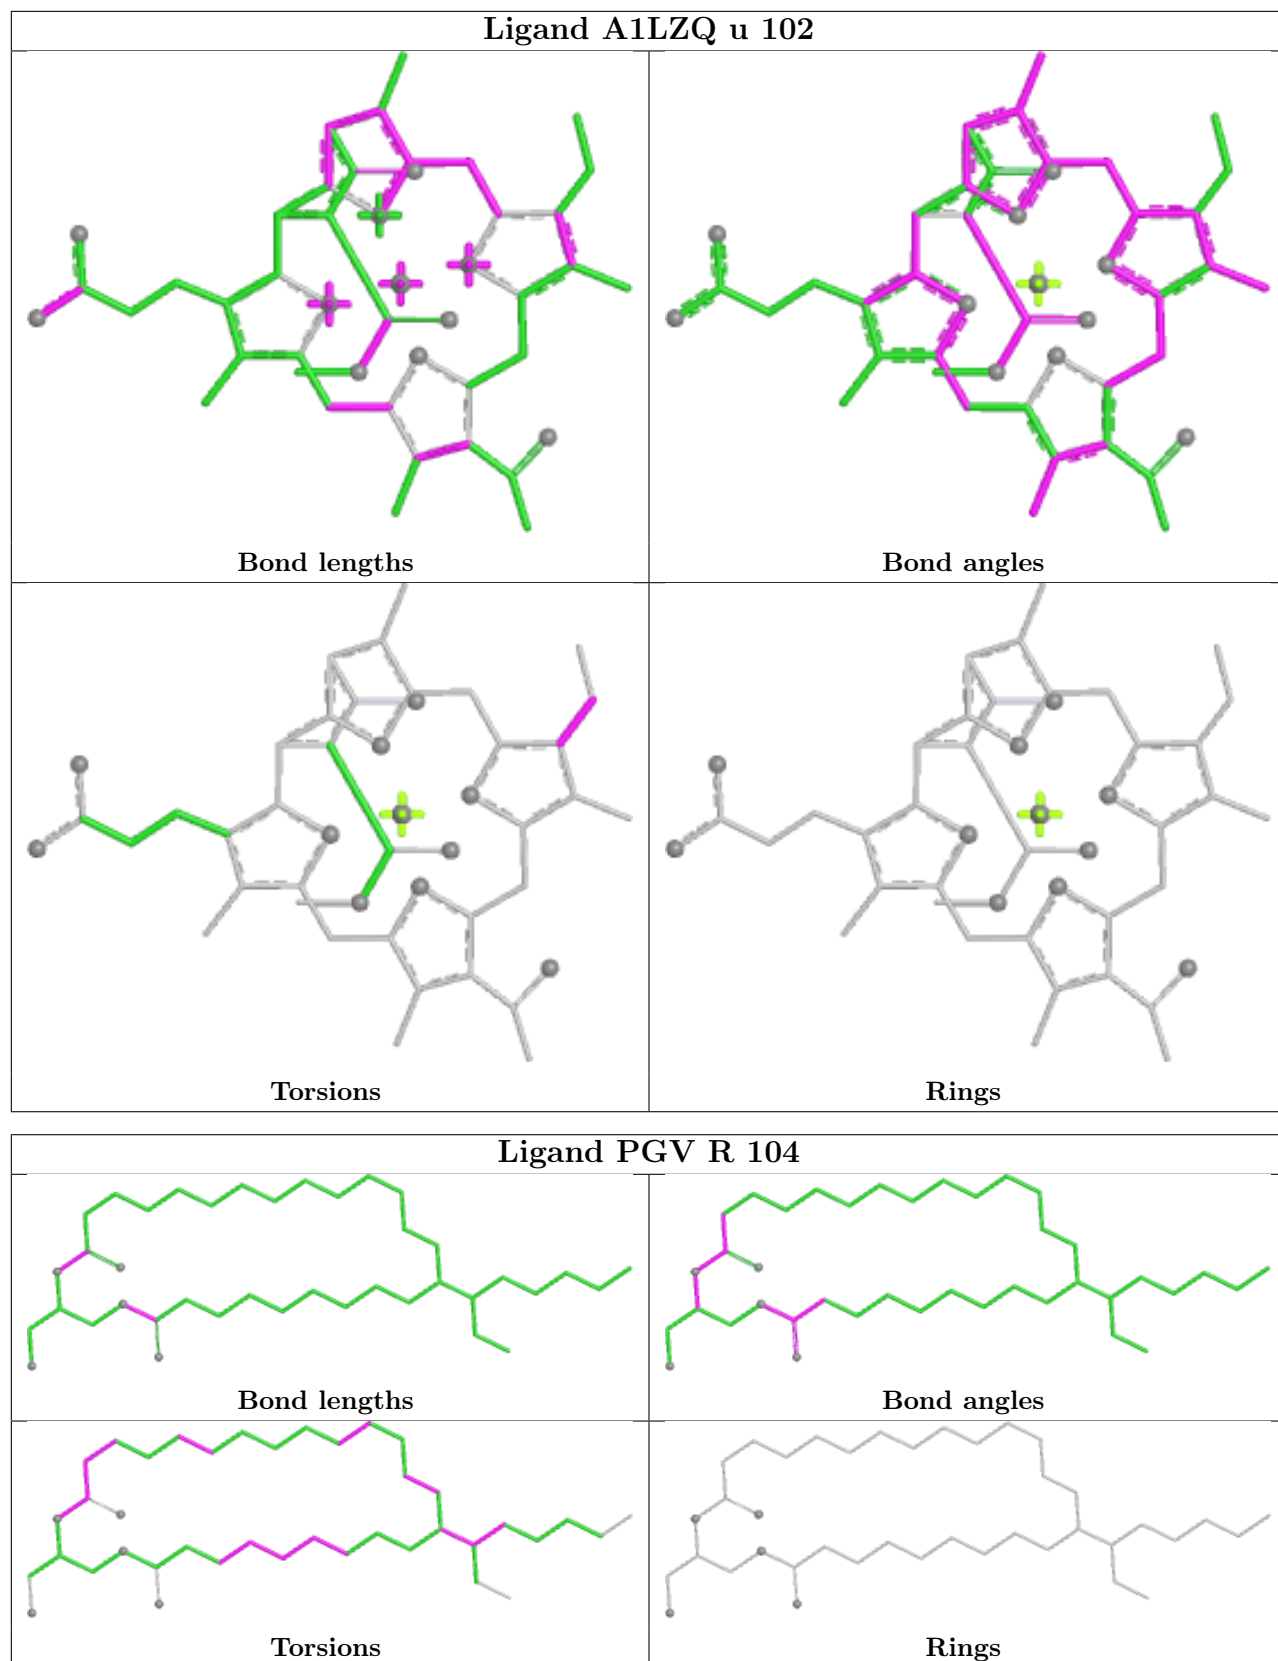 Ligand A1LZQ u 102
Bond lengths
Bond angles
Torsions
Rings
Ligand PGV R 104
Bond lengths
Bond angles
Torsions
Rings